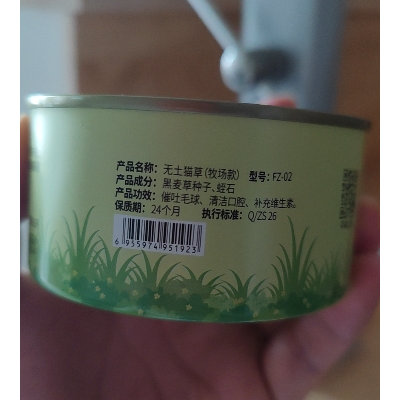 产品名称：无土猫草(牧场款) 型号：FZ-02
产品成分：黑麦草种子、蛭石
产品功效：催吐毛球、清洁口腔、补充维生素。
保质期：24个月 执行标准：Q/ZS 26
6 955974 951923